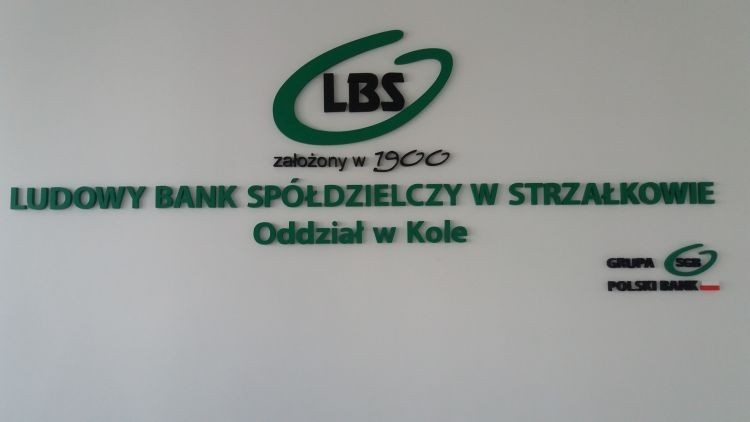 LBS
założony w 1900
LUDOWY BANK SPÓŁDZIELCZY W STRZAŁKOWIE
Oddział w Kole
GRUPA SGB
POLSKI BANK